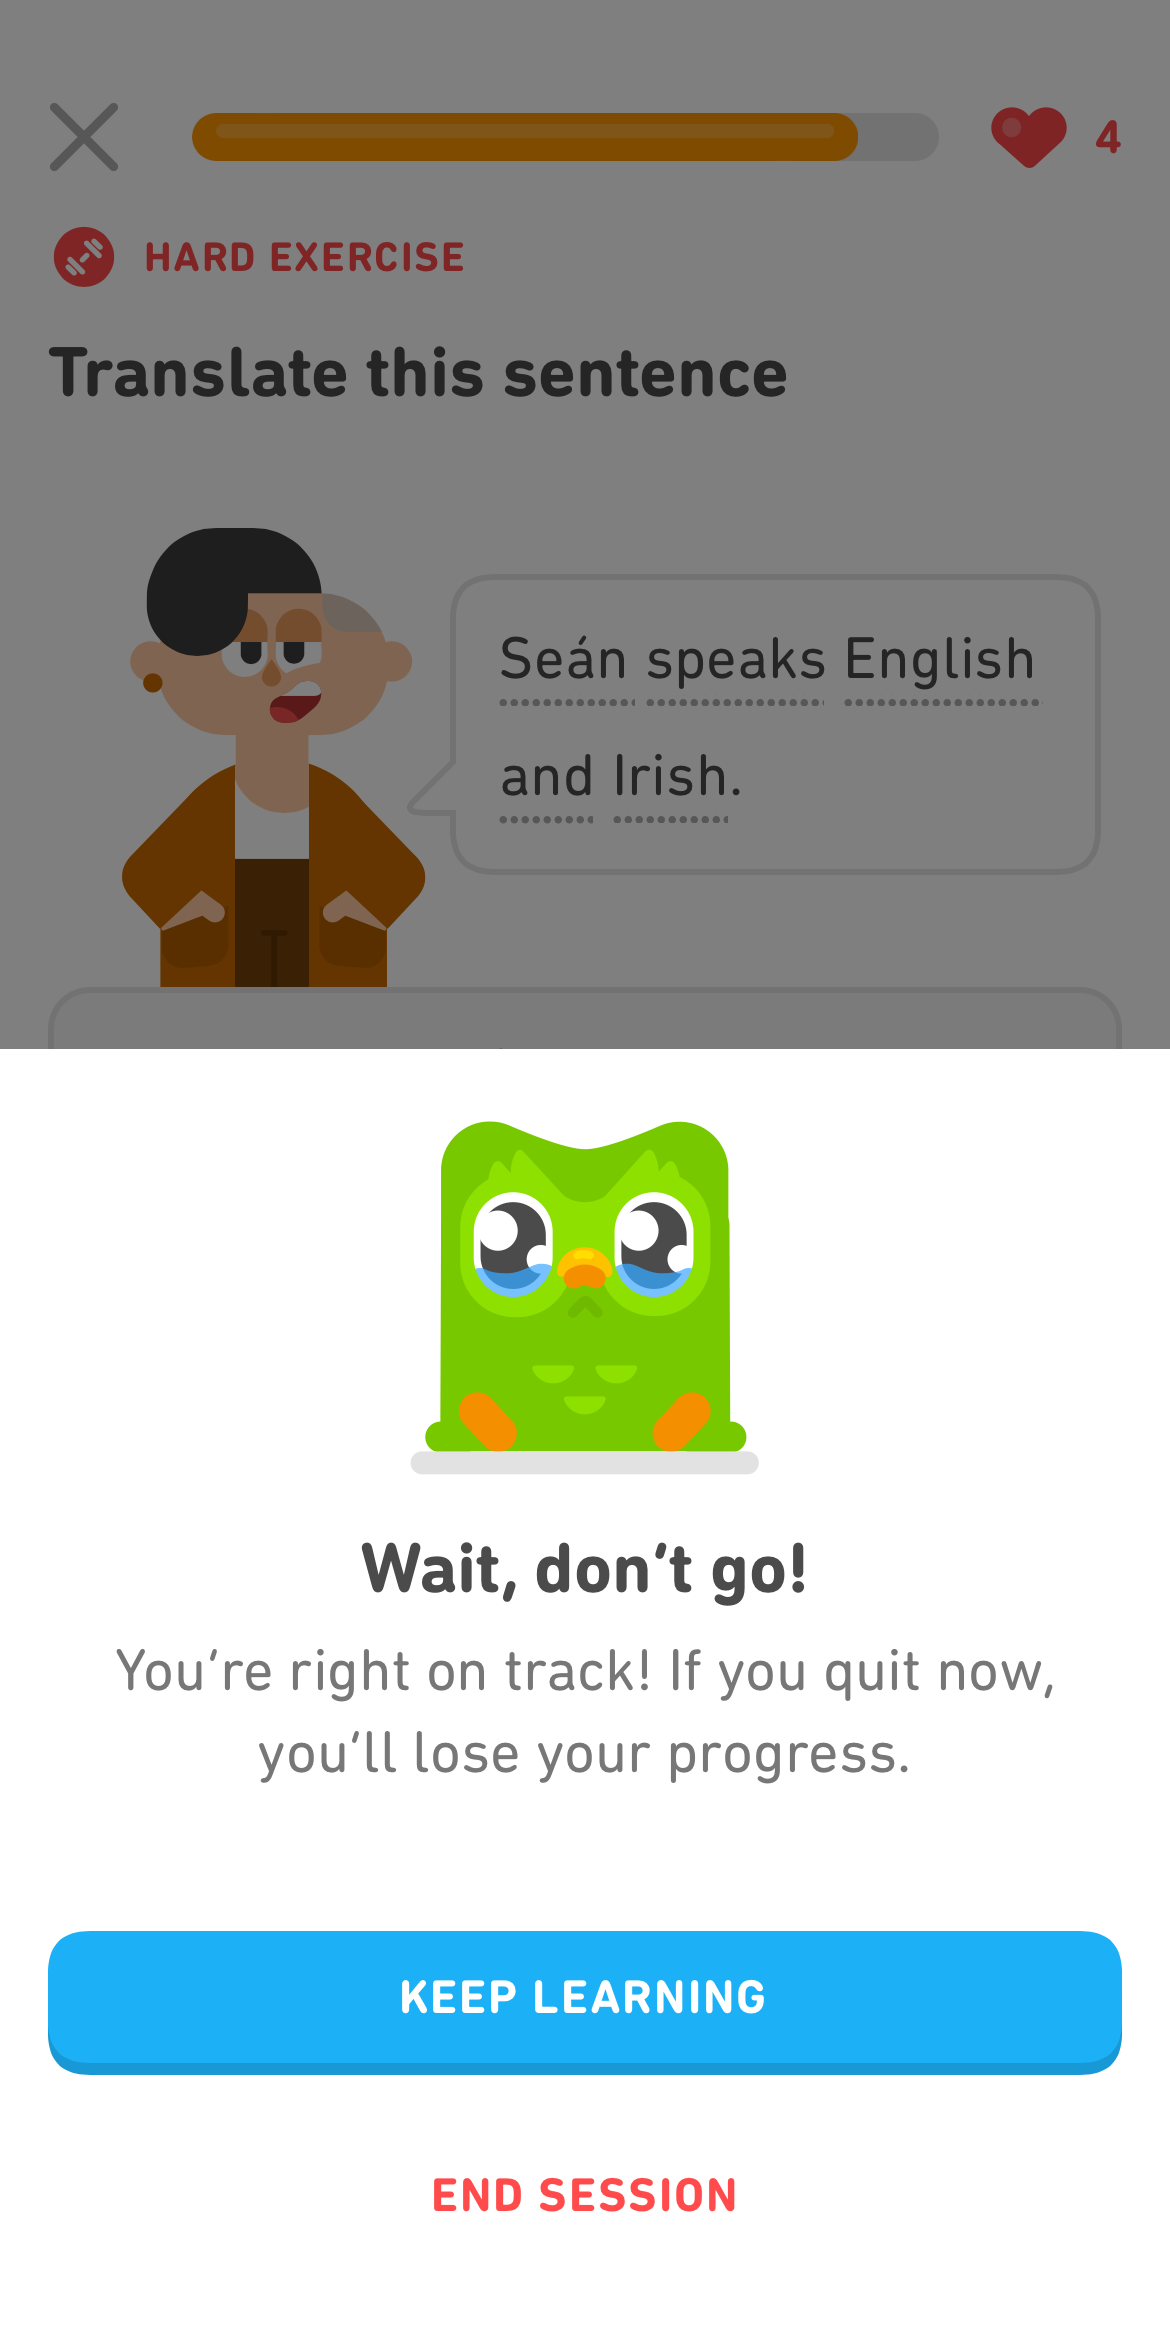 4
HARD EXERCISE
Translate this sentence
Seán speaks English
and Irish.
Wait, don’t go!
You’re right on track! If you quit now,
you’ll lose your progress.
KEEP LEARNING
END SESSION